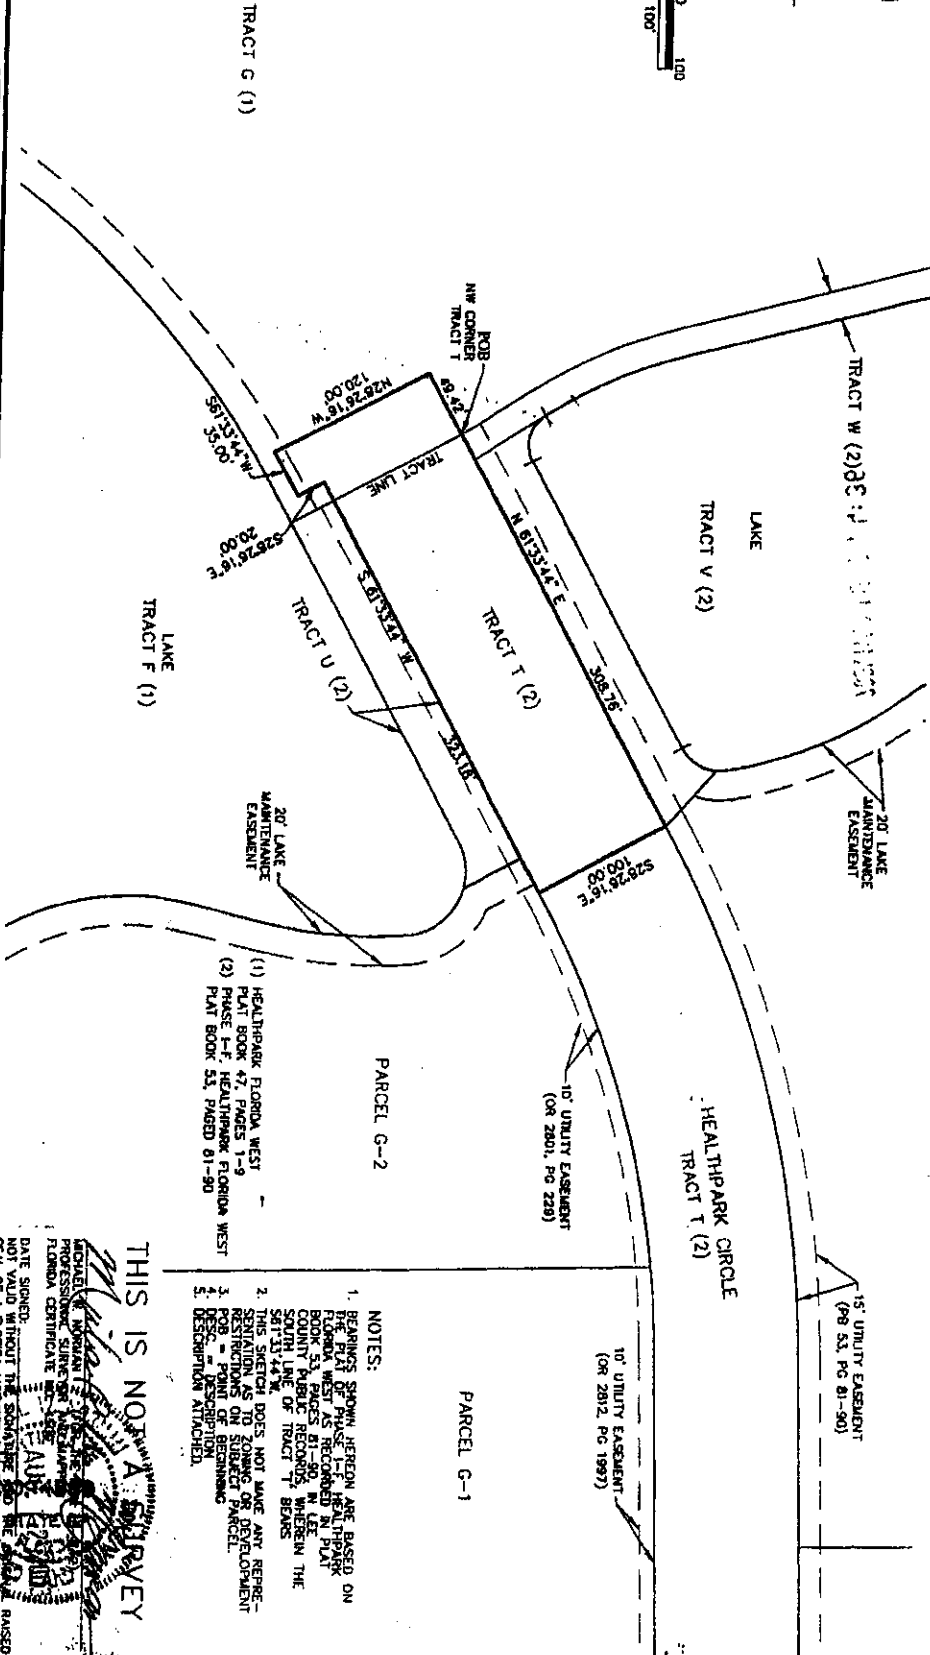 100
100'
TRACT G (1)
TRACT W (2)
LAKE
TRACT V (2)
20' LAKE
MAINTENANCE
EASEMENT
POB
NW CORNER
TRACT T
49.42'
N28°26'16"W
120.00'
TRACT LINE
N 61°33'44" E
308.76'
TRACT T (2)
S61°33'44"W
35.00'
S28°26'16"E
20.00'
S 61°33'44" W
323.18'
S28°26'16"E
100.00'
TRACT U (2)
LAKE
TRACT F (1)
20' LAKE
MAINTENANCE
EASEMENT
HEALTHPARK CIRCLE
TRACT T (2)
15' UTILITY EASEMENT
(PB 53, PG 81-90)
10' UTILITY EASEMENT
(OR 2801, PG 229)
10' UTILITY EASEMENT
(OR 2812, PG 1997)
PARCEL G-2
PARCEL G-1
(1) HEALTHPARK FLORIDA WEST
PLAT BOOK 47, PAGES 1-9
(2) PHASE I-F, HEALTHPARK FLORIDA WEST
PLAT BOOK 53, PAGED 81-90
NOTES:
1. BEARINGS SHOWN HEREON ARE BASED ON
THE PLAT OF PHASE I-F, HEALTHPARK
FLORIDA WEST AS RECORDED IN PLAT
BOOK 53, PAGES 81-90, IN LEE
COUNTY PUBLIC RECORDS, WHEREIN THE
SOUTH LINE OF TRACT "T" BEARS
S61°33'44"W.
2. THIS SKETCH DOES NOT MAKE ANY REPRE-
SENTATION AS TO ZONING OR DEVELOPMENT
RESTRICTIONS ON SUBJECT PARCEL.
3. POB = POINT OF BEGINNING
4. DESC. = DESCRIPTION
5. DESCRIPTION ATTACHED.
THIS IS NOT A SURVEY
MICHAEL W. NORMAN
PROFESSIONAL SURVEYOR AND MAPPER
FLORIDA CERTIFICATE NO.
DATE SIGNED: AUG
NOT VALID WITHOUT THE SIGNATURE AND THE ORIGINAL RAISED